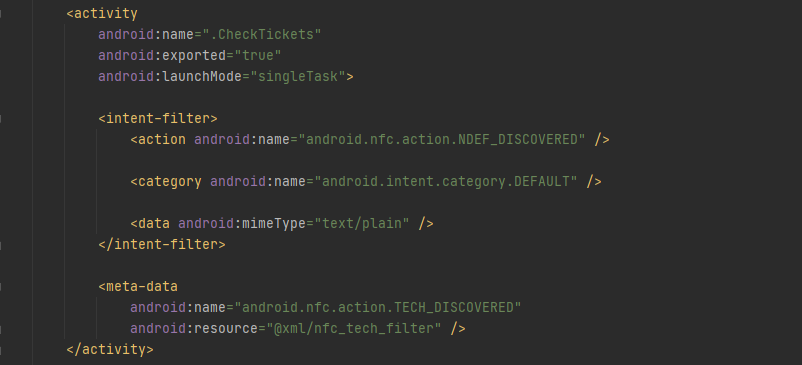 <activity
android:name=".CheckTickets"
android:exported="true"
android:launchMode="singleTask">
<intent-filter>
<action android:name="android.nfc.action.NDEF_DISCOVERED" />
<category android:name="android.intent.category.DEFAULT" />
<data android:mimeType="text/plain" />
</intent-filter>
<meta-data
android:name="android.nfc.action.TECH_DISCOVERED"
android:resource="@xml/nfc_tech_filter" />
</activity>